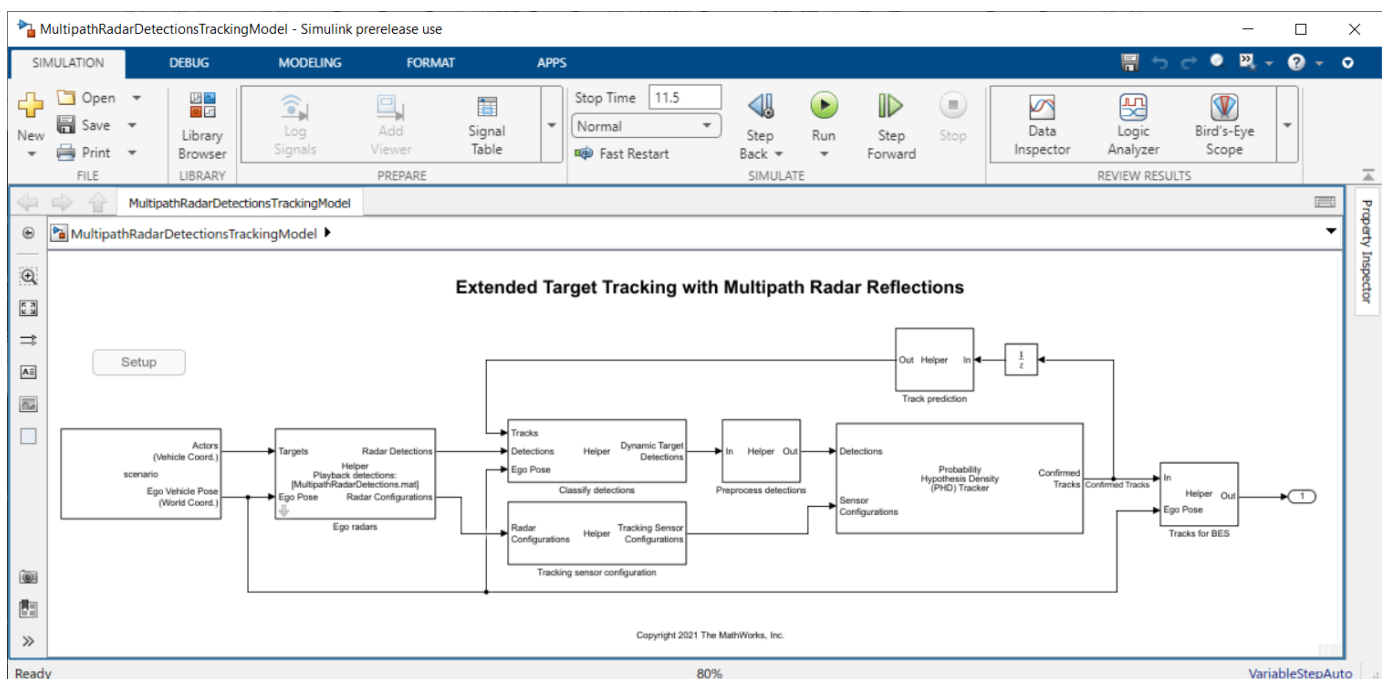 MultipathRadarDetectionsTrackingModel - Simulink prerelease use
SIMULATION DEBUG MODELING FORMAT APPS
New
Open
Save
Print
FILE
Library
Browser
LIBRARY
Log
Signals
Add
Viewer
Signal
Table
PREPARE
Stop Time 11.5
Normal
Fast Restart
Step
Back
Run
Step
Forward
Stop
SIMULATE
Data
Inspector
Logic
Analyzer
Bird's-Eye
Scope
REVIEW RESULTS
MultipathRadarDetectionsTrackingModel
Property Inspector
MultipathRadarDetectionsTrackingModel
Extended Target Tracking with Multipath Radar Reflections
Setup
Out Helper In
1
z
Track prediction
Actors
(Vehicle Coord.)
scenario
Ego Vehicle Pose
(World Coord.)
Targets
Radar Detections
Helper
Playback detections:
[MultipathRadarDetections.mat]
Ego Pose
Radar Configurations
Ego radars
Tracks
Detections
Helper
Dynamic Target
Detections
Ego Pose
Classify detections
Radar
Configurations
Helper
Tracking Sensor
Configurations
Tracking sensor configuration
In Helper Out
Preprocess detections
Detections
Probability
Hypothesis Density
(PHD) Tracker
Sensor
Configurations
Confirmed
Tracks
Confirmed Tracks
In
Helper
Out
Ego Pose
Tracks for BES
1
Copyright 2021 The MathWorks, Inc.
Ready
80%
VariableStepAuto